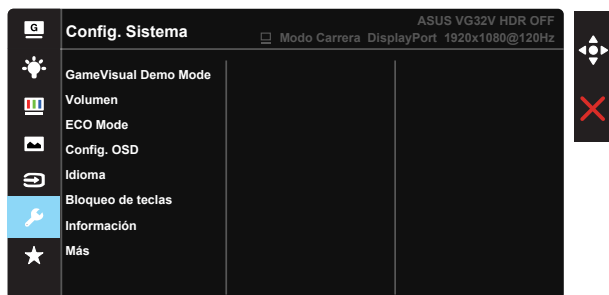 G
Config. Sistema
ASUS VG32V HDR OFF
Modo Carrera DisplayPort 1920x1080@120Hz
GameVisual Demo Mode
Volumen
ECO Mode
Config. OSD
Idioma
Bloqueo de teclas
Información
Más